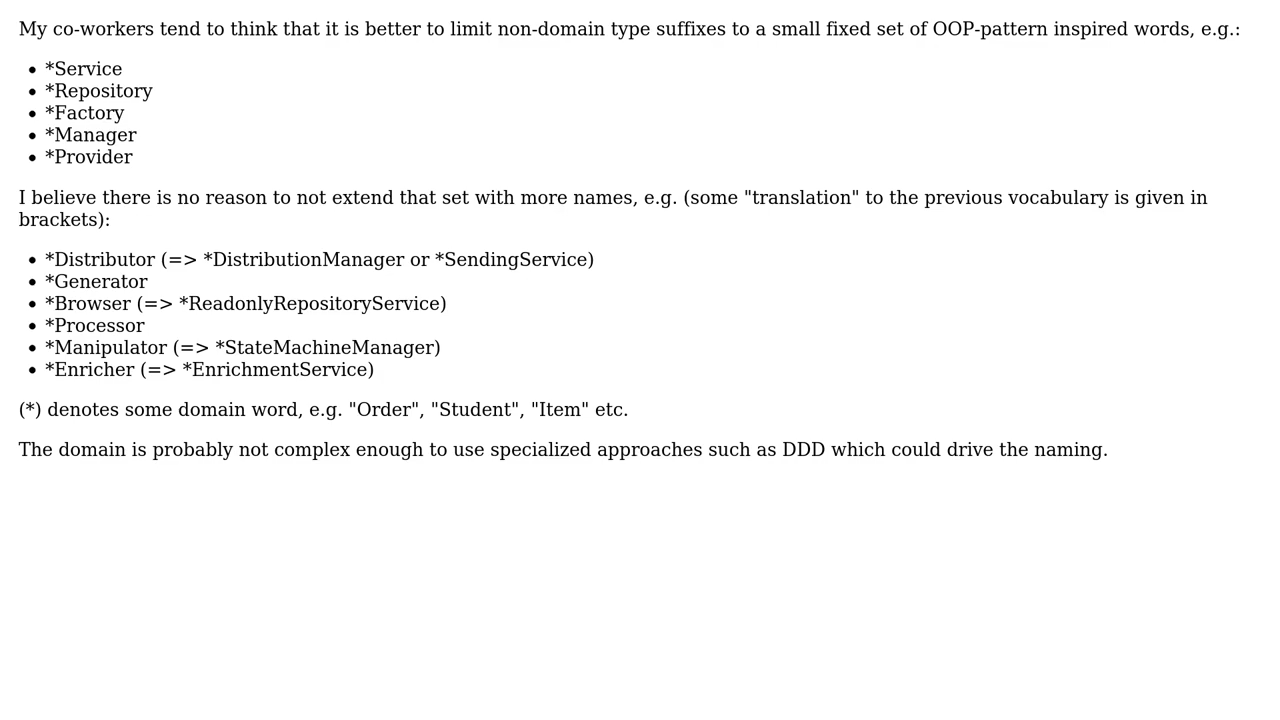 My co-workers tend to think that it is better to limit non-domain type suffixes to a small fixed set of OOP-pattern inspired words, e.g.:
• *Service
• *Repository
• *Factory
• *Manager
• *Provider
I believe there is no reason to not extend that set with more names, e.g. (some "translation" to the previous vocabulary is given in
brackets):
• *Distributor (=> *DistributionManager or *SendingService)
• *Generator
• *Browser (=> *ReadonlyRepositoryService)
• *Processor
• *Manipulator (=> *StateMachineManager)
• *Enricher (=> *EnrichmentService)
(*) denotes some domain word, e.g. "Order", "Student", "Item" etc.
The domain is probably not complex enough to use specialized approaches such as DDD which could drive the naming.